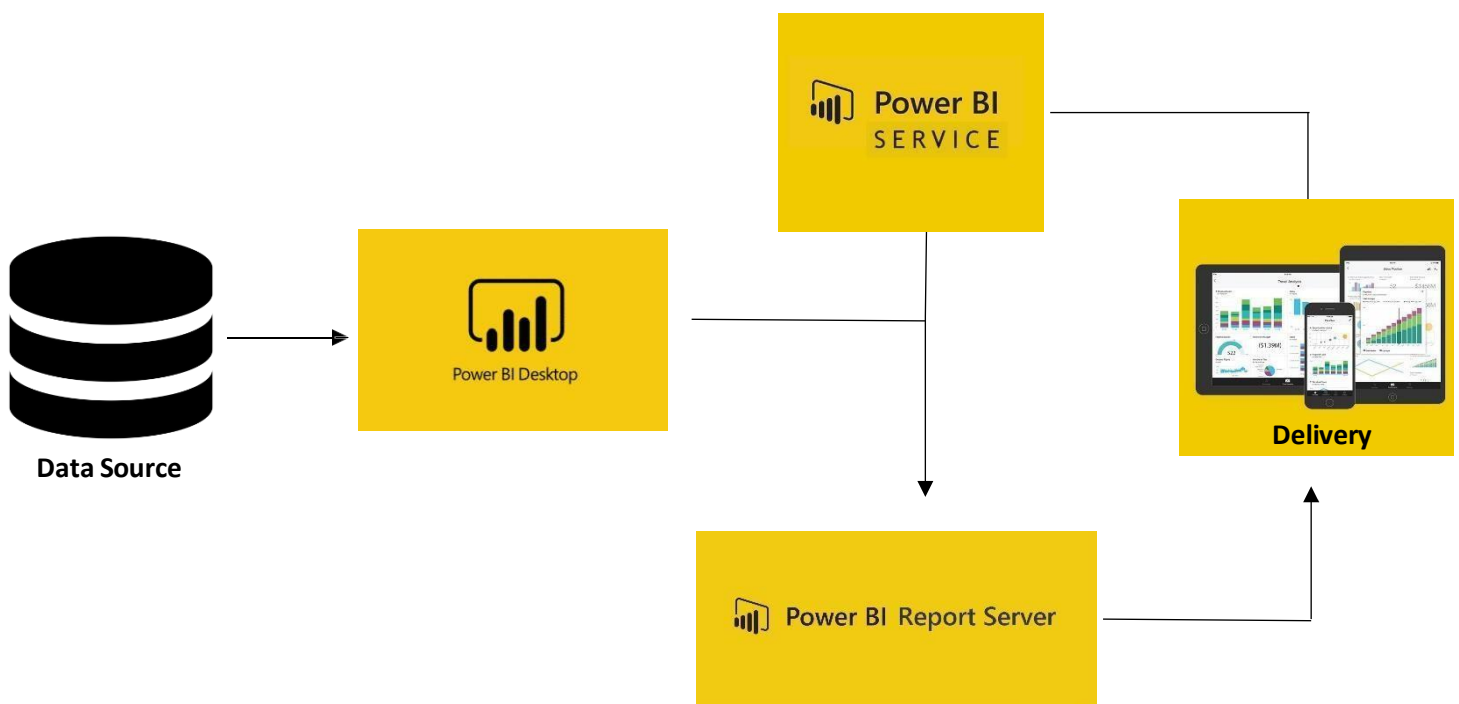 Power BI
SERVICE
Power BI Desktop
Data Source
Delivery
Power BI Report Server